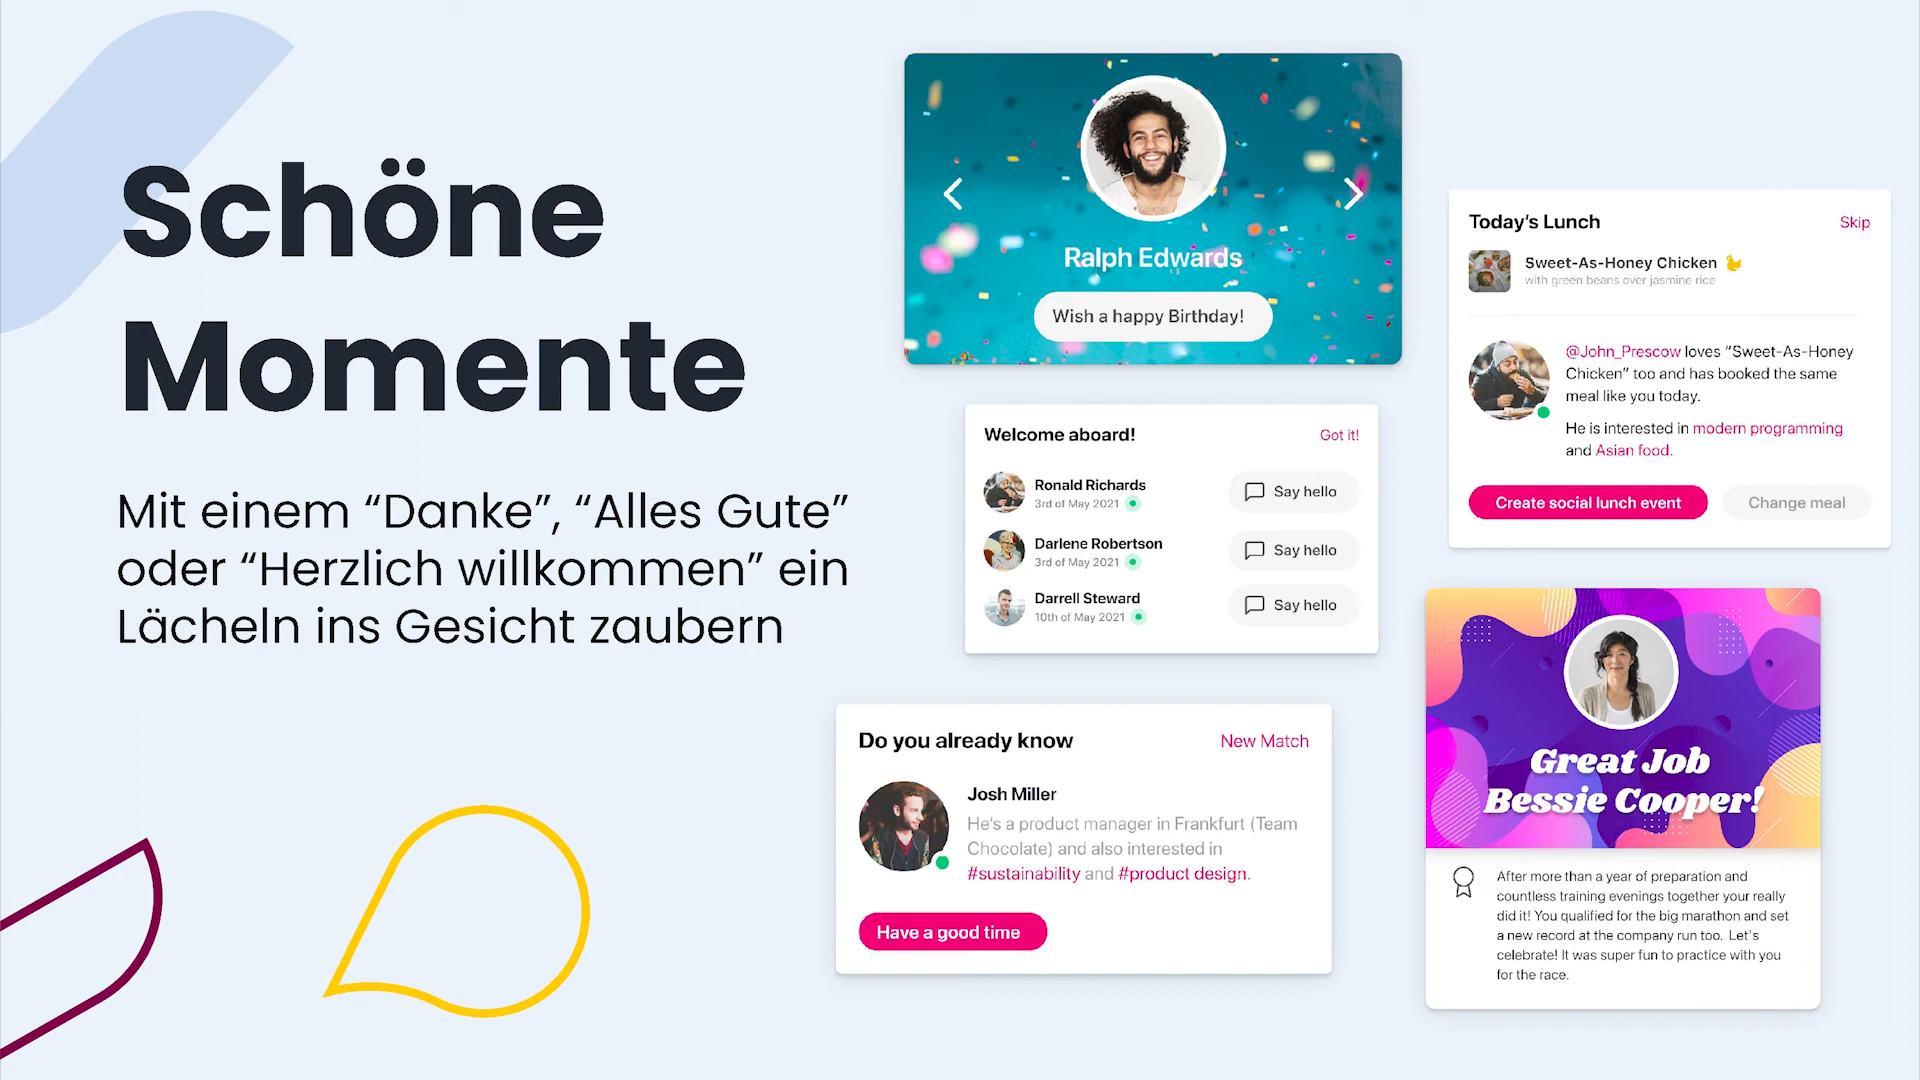 Schöne
Momente
Mit einem “Danke”, “Alles Gute”
oder “Herzlich willkommen” ein
Lächeln ins Gesicht zaubern
Ralph Edwards
Wish a happy Birthday!
Today’s Lunch
Skip
Sweet-As-Honey Chicken
with green beans over jasmine rice
@John_Prescow loves “Sweet-As-Honey
Chicken” too and has booked the same
meal like you today.
He is interested in modern programming
and Asian food.
Create social lunch event
Change meal
Welcome aboard!
Got it!
Ronald Richards
3rd of May 2021
Say hello
Darlene Robertson
3rd of May 2021
Say hello
Darrell Steward
10th of May 2021
Say hello
Do you already know
New Match
Josh Miller
He’s a product manager in Frankfurt (Team
Chocolate) and also interested in
#sustainability and #product design.
Have a good time
Great Job
Bessie Cooper!
After more than a year of preparation and
countless training evenings together your really
did it! You qualified for the big marathon and set
a new record at the company run too. Let's
celebrate! It was super fun to practice with you
for the race.